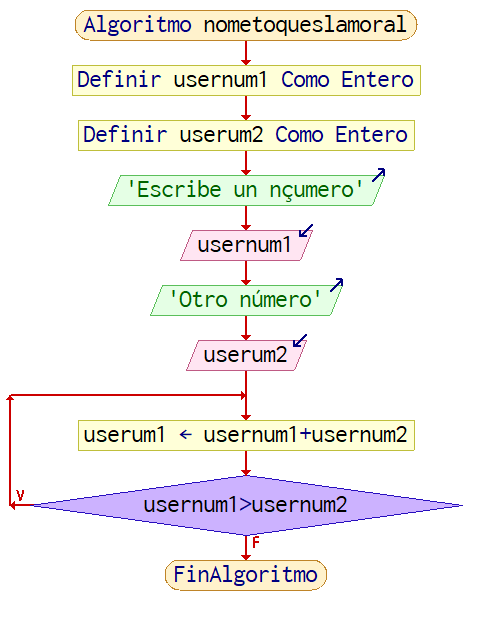 Algoritmo nometoqueslamoral
Definir usernum1 Como Entero
Definir userum2 Como Entero
'Escribe un nçumero'
usernum1
'Otro número'
userum2
userum1 ← usernum1+usernum2
V
usernum1>usernum2
F
FinAlgoritmo